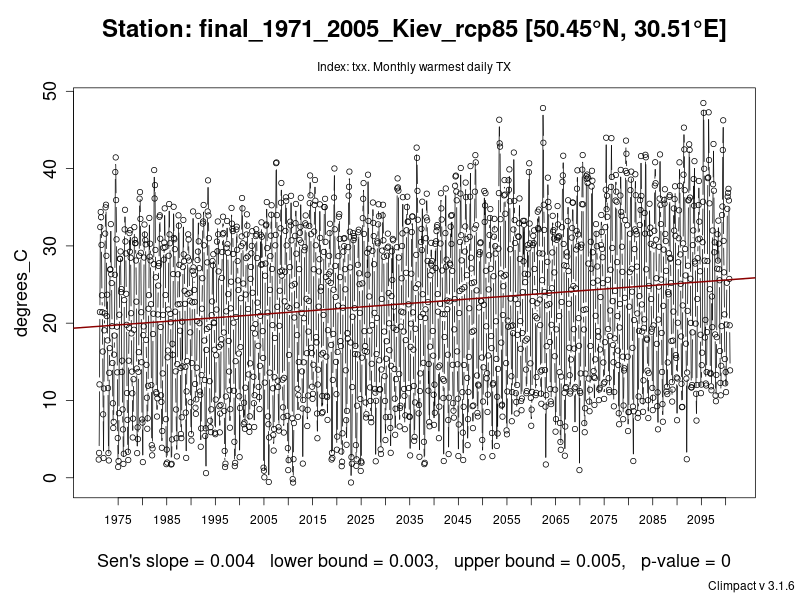 Station: final_1971_2005_Kiev_rcp85 [50.45°N, 30.51°E]
Index: txx. Monthly warmest daily TX
degrees_C
50
40
30
20
10
0
1975 1985 1995 2005 2015 2025 2035 2045 2055 2065 2075 2085 2095
Sen's slope = 0.004 lower bound = 0.003, upper bound = 0.005, p-value = 0
Climpact v 3.1.6